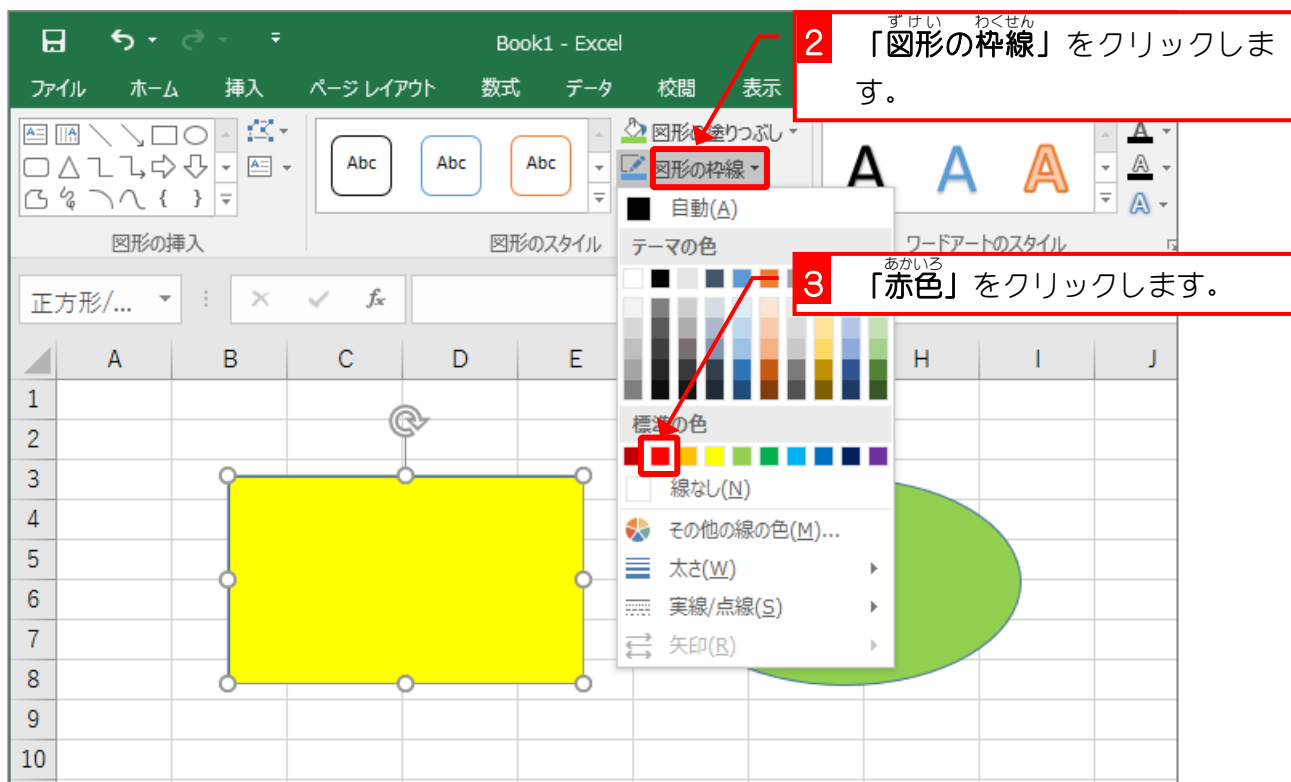 Book1 - Excel
ファイル ホーム 挿入 ページ レイアウト 数式 データ 校閲 表示
2
ずけい わくせん
「図形の枠線」をクリックしま
す。
Abc Abc Abc
図形の塗りつぶし
図形の枠線
A A A
A
A
A
図形の挿入 図形のスタイル ワードアートのスタイル
自動(A)
テーマの色
3
あかいろ
「赤色」をクリックします。
正方形/... fx
A B C D E H I J
1
2
3
4
5
6
7
8
9
10
標準の色
線なし(N)
その他の線の色(M)...
太さ(W)
実線/点線(S)
矢印(R)